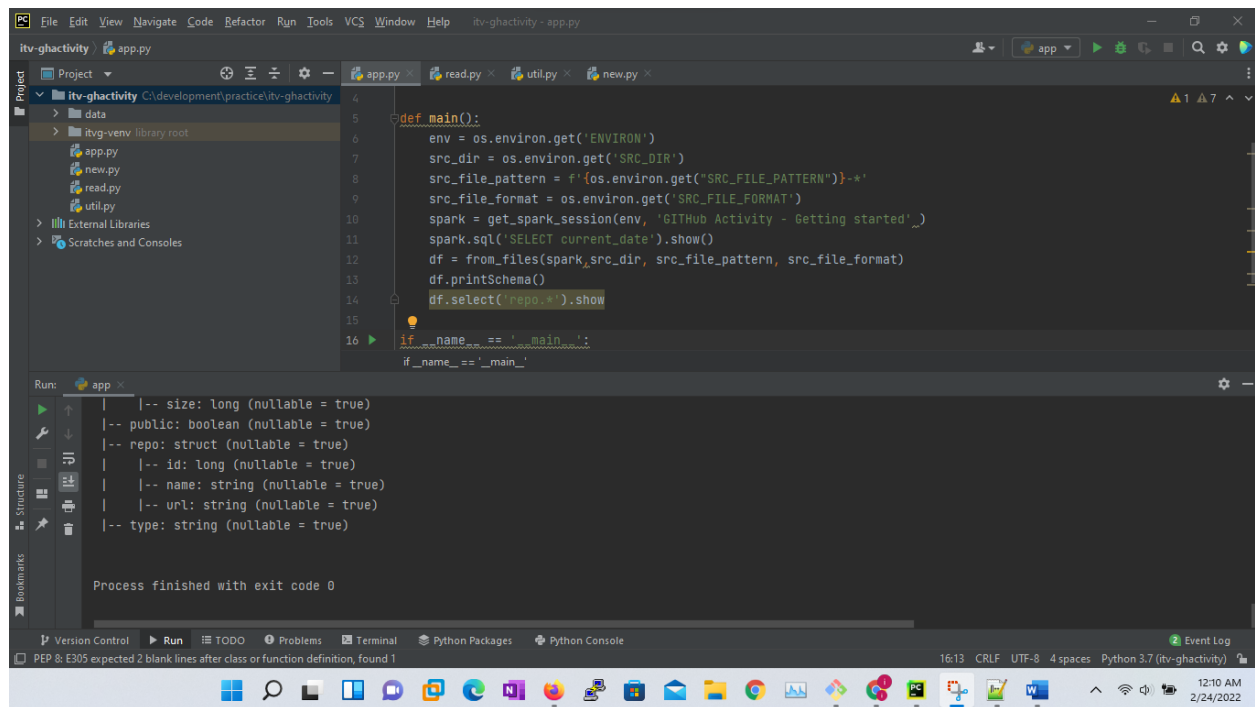 PC File Edit View Navigate Code Refactor Run Tools VCS Window Help itv-ghactivity - app.py
itv-ghactivity app.py app
Project app.py read.py util.py new.py
itv-ghactivity C:\development\practice\itv-ghactivity
data
itvg-venv library root
app.py
new.py
read.py
util.py
External Libraries
Scratches and Consoles
Project
1 7
4
5 def main():
6 env = os.environ.get('ENVIRON')
7 src_dir = os.environ.get('SRC_DIR')
8 src_file_pattern = f'{os.environ.get("SRC_FILE_PATTERN")}-*'
9 src_file_format = os.environ.get('SRC_FILE_FORMAT')
10 spark = get_spark_session(env, 'GITHub Activity - Getting started' )
11 spark.sql('SELECT current_date').show()
12 df = from_files(spark,src_dir, src_file_pattern, src_file_format)
13 df.printSchema()
14 df.select('repo.*').show
15
16 if __name__ == '__main__':
if __name__ == '__main__'
Run: app
| |-- size: long (nullable = true)
|-- public: boolean (nullable = true)
|-- repo: struct (nullable = true)
| |-- id: long (nullable = true)
| |-- name: string (nullable = true)
| |-- url: string (nullable = true)
|-- type: string (nullable = true)
Process finished with exit code 0
Structure
Bookmarks
Version Control Run TODO Problems Terminal Python Packages Python Console 2 Event Log
PEP 8: E305 expected 2 blank lines after class or function definition, found 1 16:13 CRLF UTF-8 4 spaces Python 3.7 (itv-ghactivity)
12:10 AM
2/24/2022